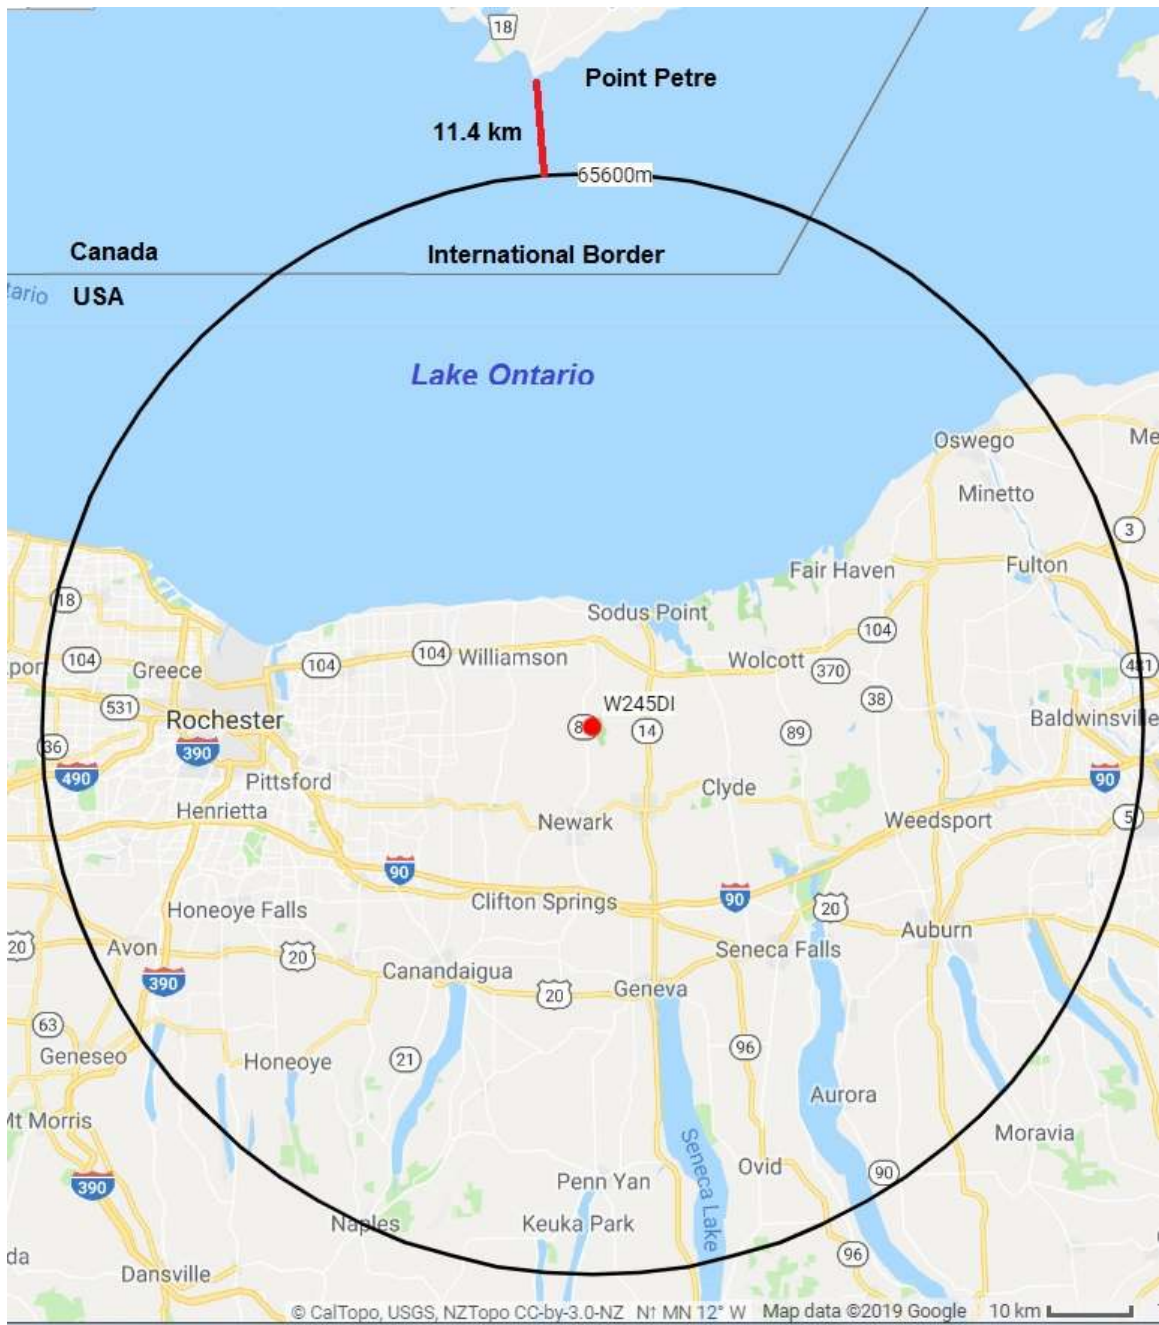 18
Point Petre
11.4 km
65600m
Canada
International Border
tario
USA
Lake Ontario
Oswego
Me
Minetto
3
Fair Haven
Fulton
18
Sodus Point
104
104
Williamson
port
104
Greece
104
Wolcott
370
481
38
531
W245DI
Rochester
8
14
89
Baldwinsville
36
390
490
Pittsford
90
Clyde
Henrietta
Newark
Weedsport
5
90
Clifton Springs
90
20
Honeoye Falls
Auburn
20
Avon
20
Seneca Falls
390
Canandaigua
20
Geneva
63
Geneseo
Honeoye
21
96
Aurora
Mt Morris
Moravia
Seneca Lake
Ovid
90
390
Penn Yan
Naples
Keuka Park
da
96
Dansville
© CalTopo, USGS, NZTopo CC-by-3.0-NZ N↑ MN 12° W Map data ©2019 Google 10 km